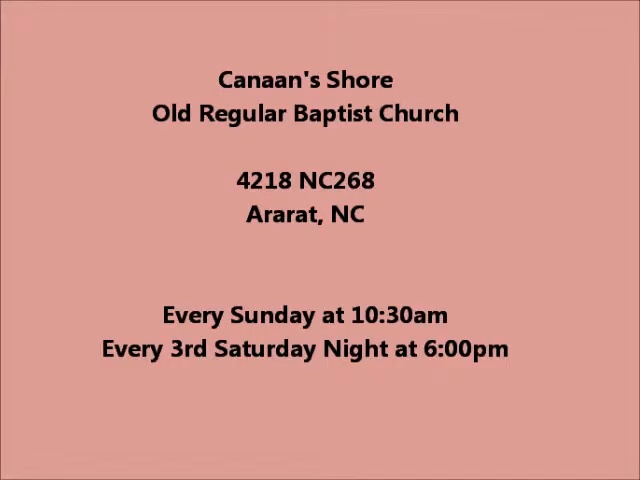 Canaan's Shore
Old Regular Baptist Church
4218 NC268
Ararat, NC
Every Sunday at 10:30am
Every 3rd Saturday Night at 6:00pm